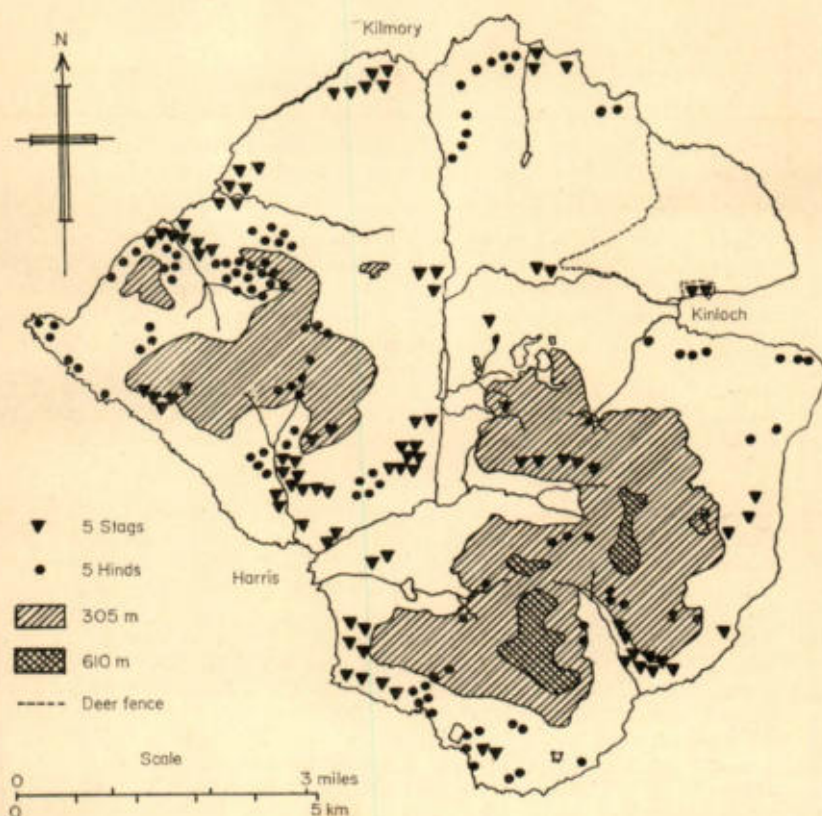 Kilmory
N
Kinloch
5 Stags
5 Hinds
Harris
305 m
610 m
Deer fence
Scale
0 3 miles
0 5 km